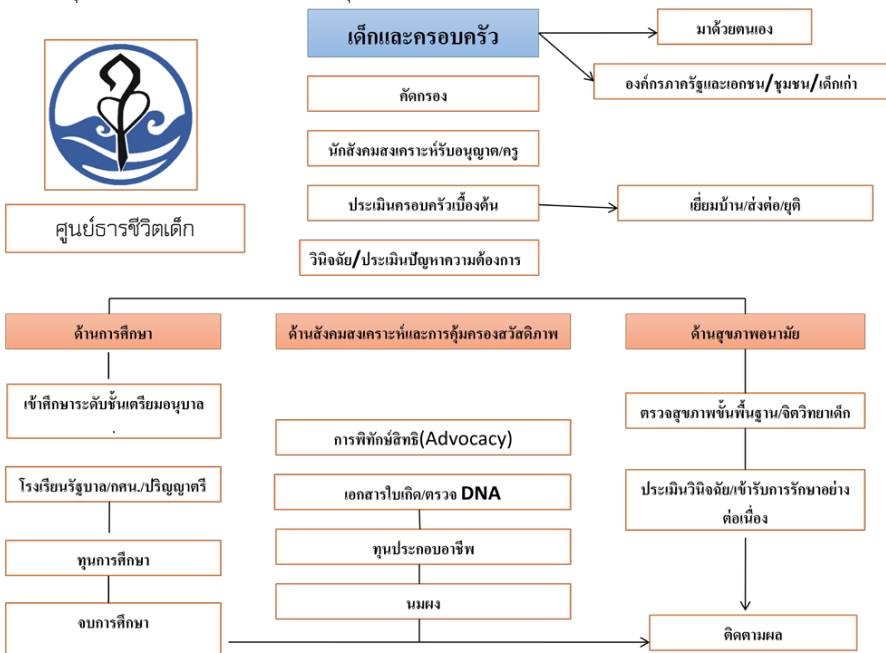 เด็กและครอบครัว
มาด้วยตนเอง
องค์กรภาครัฐและเอกชน/ชุมชน/เด็กเก่า
คัดกรอง
นักสังคมสงเคราะห์รับอนุญาต/ครู
ประเมินครอบครัวเบื้องต้น
เยี่ยมบ้าน/ส่งต่อ/ยุติ
ศูนย์ธารชีวิตเด็ก
วินิจฉัย/ประเมินปัญหาความต้องการ
ด้านการศึกษา
ด้านสังคมสงเคราะห์และการคุ้มครองสวัสดิภาพ
ด้านสุขภาพอนามัย
เข้าศึกษาระดับชั้นเตรียมอนุบาล
.
โรงเรียนรัฐบาล/กศน./ปริญญาตรี
ทุนการศึกษา
จบการศึกษา
การพิทักษ์สิทธิ(Advocacy)
เอกสารใบเกิด/ตรวจ DNA
ทุนประกอบอาชีพ
นมผง
ตรวจสุขภาพขั้นพื้นฐาน/จิตวิทยาเด็ก
ประเมินวินิจฉัย/เข้ารับการรักษาอย่าง
ต่อเนื่อง
ติดตามผล